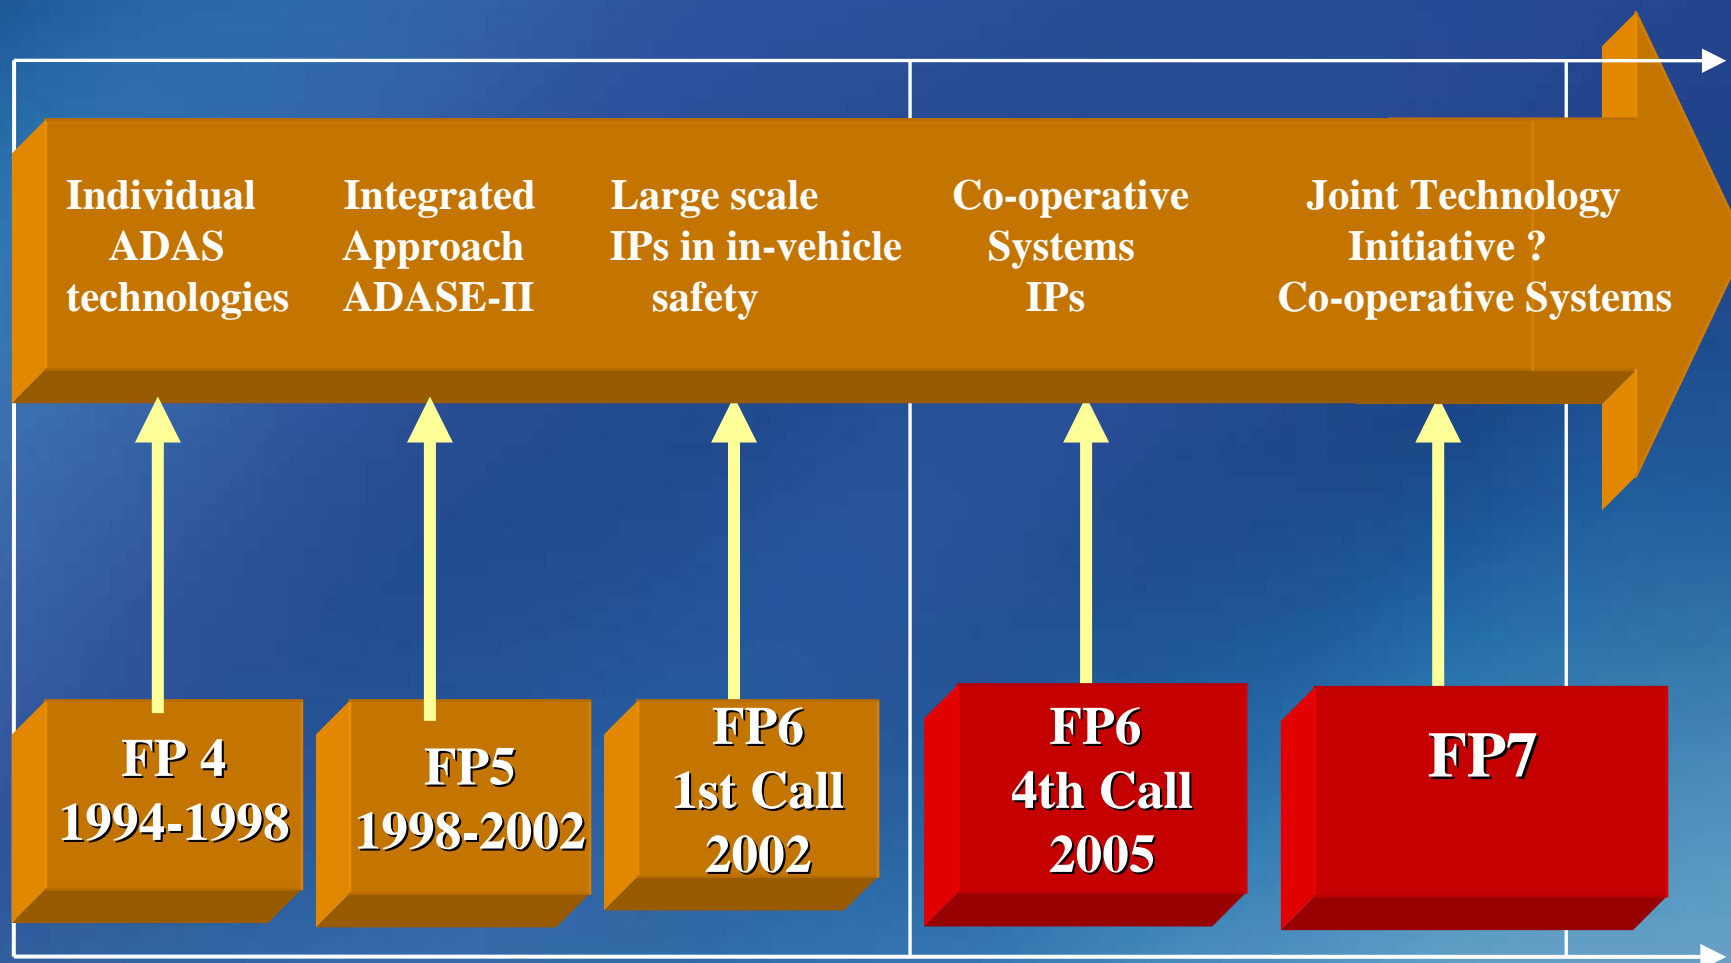 Individual
ADAS
technologies
Integrated
Approach
ADASE-II
Large scale
IPs in in-vehicle
safety
Co-operative
Systems
IPs
Joint Technology
Initiative ?
Co-operative Systems
FP 4
1994-1998
FP5
1998-2002
FP6
1st Call
2002
FP6
4th Call
2005
FP7